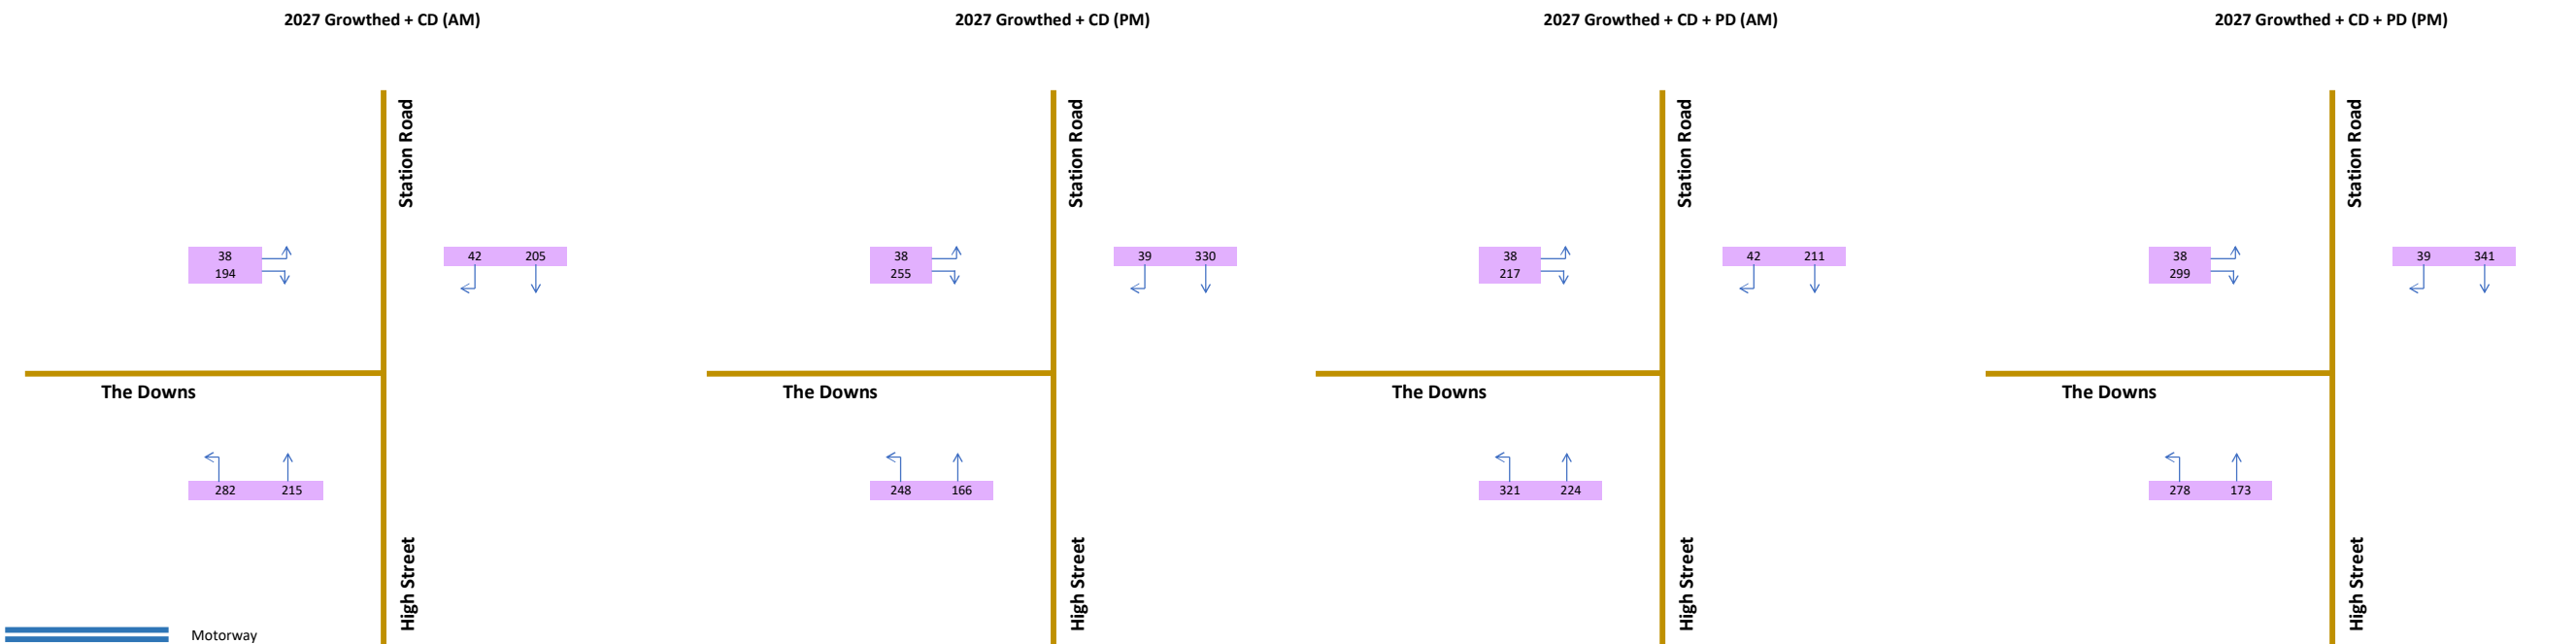 2027 Growthed + CD (AM)
2027 Growthed + CD (PM)
2027 Growthed + CD + PD (AM)
2027 Growthed + CD + PD (PM)
Station Road
Station Road
Station Road
Station Road
38
194
42 205
38
255
39 330
38
217
42 211
38
299
39 341
The Downs
The Downs
The Downs
The Downs
282 215
248 166
321 224
278 173
High Street
High Street
High Street
High Street
Motorway